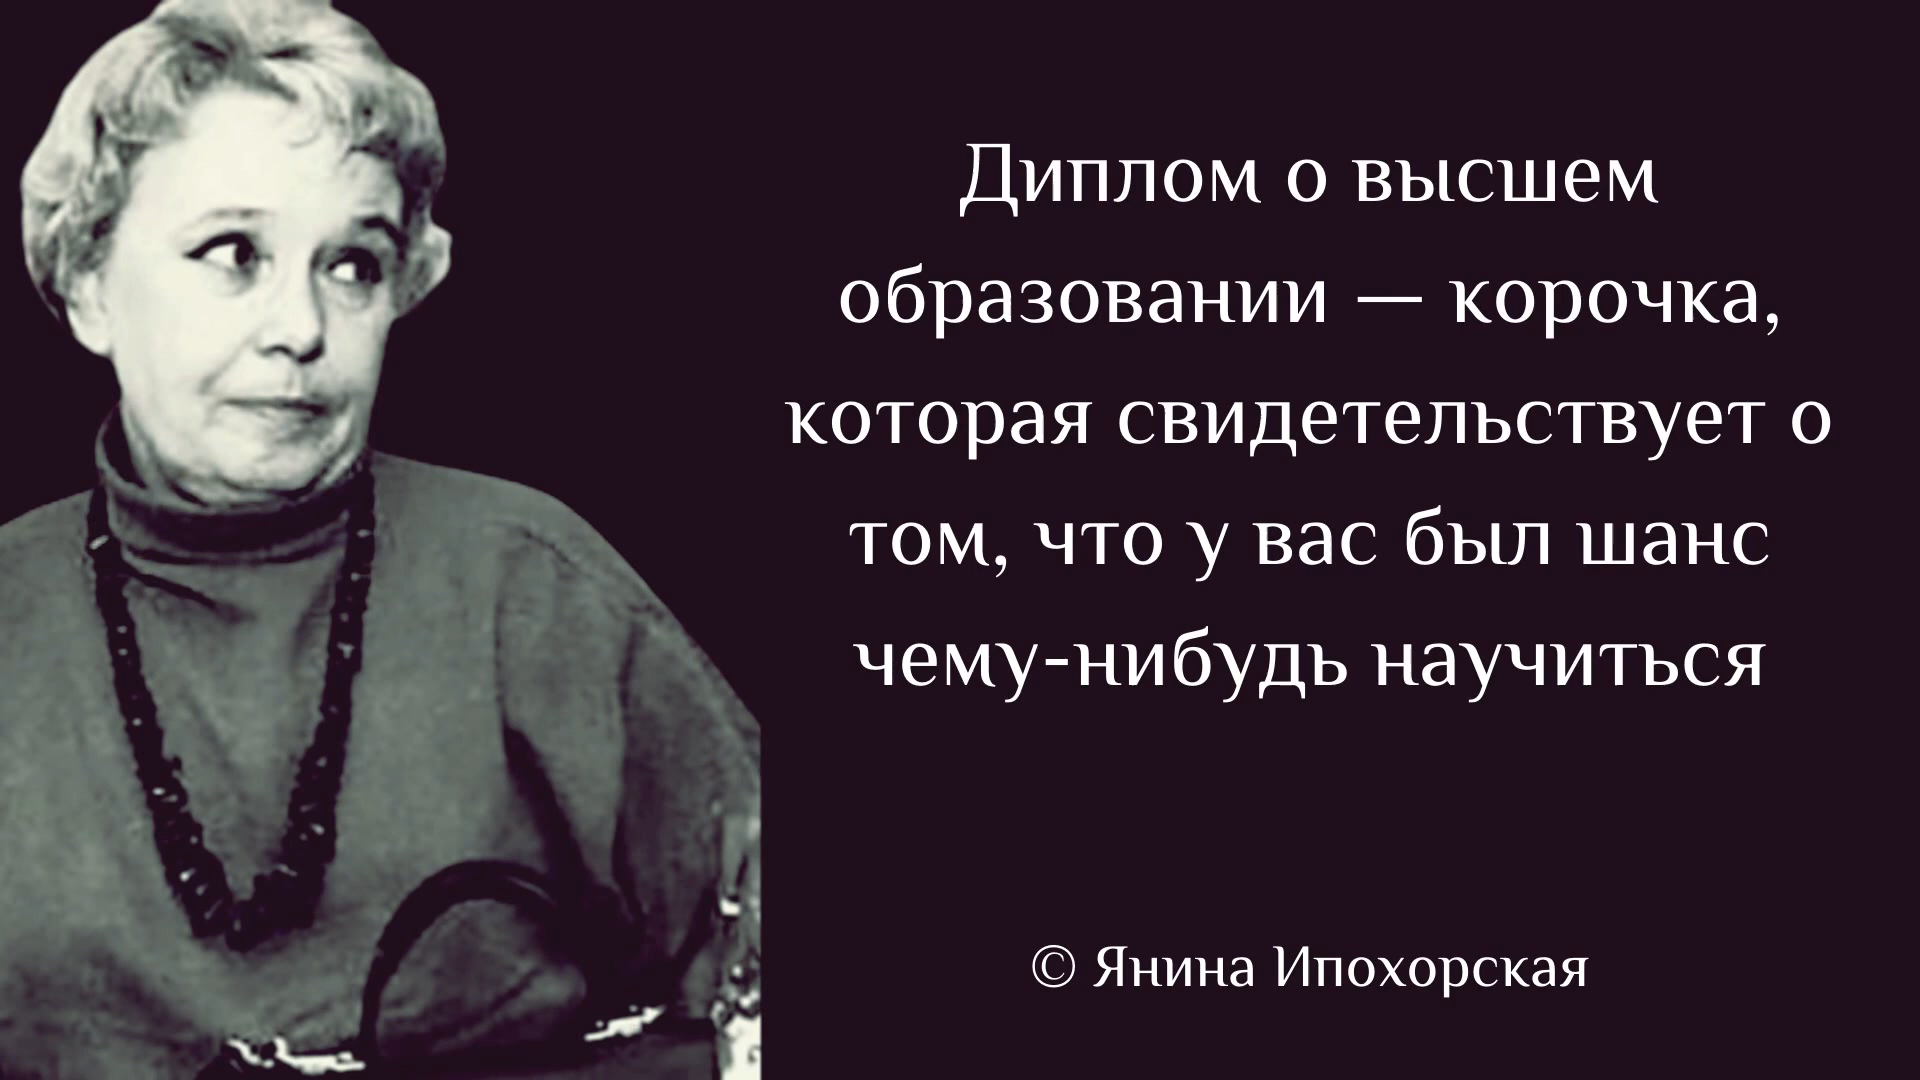 Диплом о высшем
образовании — корочка,
которая свидетельствует о
том, что у вас был шанс
чему-нибудь научиться
© Янина Ипохорская